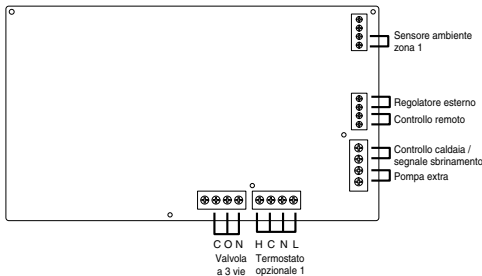 Sensore ambiente
zona 1
Regolatore esterno
Controllo remoto
Controllo caldaia /
segnale sbrinamento
Pompa extra
C O N
Valvola
a 3 vie
H C N L
Termostato
opzionale 1